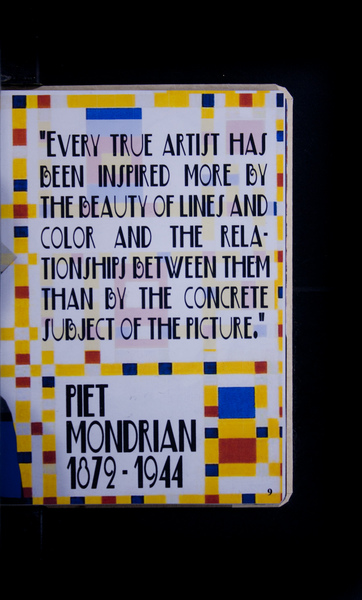 "EVERY TRUE ARTIST HAS
BEEN INSPIRED MORE BY
THE BEAUTY OF LINES AND
COLOR AND THE RELA-
TIONSHIPS BETWEEN THEM
THAN BY THE CONCRETE
SUBJECT OF THE PICTURE."
PIET
MONDRIAN
1872-1944
9